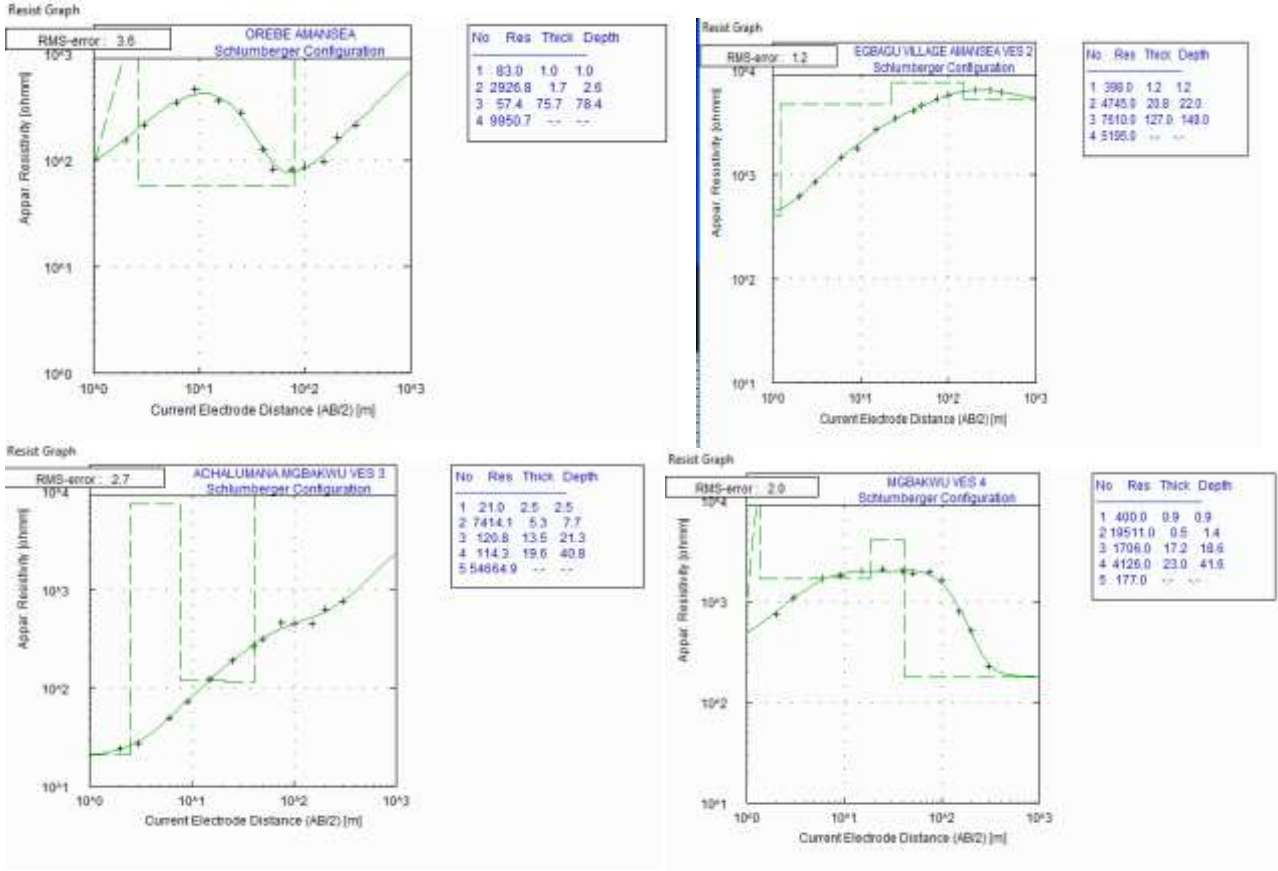 Resist Graph
RMS-error : 3.6
OREBE AMANSEA
Schlumberger Configuration
10^3
10^2
10^1
10^0
Appar. Resistivity [ohmm]
10^0 10^1 10^2 10^3
Current Electrode Distance (AB/2) [m]
No Res Thick Depth
1 83.0 1.0 1.0
2 2926.8 1.7 2.6
3 57.4 75.7 78.4
4 9950.7 -.- -.-
Resist Graph
RMS-error : 1.2
EGBAGU VILLAGE AMANSEA VES 2
Schlumberger Configuration
10^4
10^3
10^2
10^1
Appar. Resistivity [ohmm]
10^0 10^1 10^2 10^3
Current Electrode Distance (AB/2) [m]
No Res Thick Depth
1 398.0 1.2 1.2
2 4745.0 20.8 22.0
3 7610.0 127.0 149.0
4 5195.0 -.- -.-
Resist Graph
RMS-error : 2.7
ACHALUMANA MGBAKWU VES 3
Schlumberger Configuration
10^4
10^3
10^2
10^1
Appar. Resistivity [ohmm]
10^0 10^1 10^2 10^3
Current Electrode Distance (AB/2) [m]
No Res Thick Depth
1 21.0 2.5 2.5
2 7414.1 5.3 7.7
3 120.8 13.5 21.3
4 114.3 19.6 40.8
5 54664.9 -.- -.-
Resist Graph
RMS-error : 2.0
MGBAKWU VES 4
Schlumberger Configuration
10^4
10^3
10^2
10^1
Appar. Resistivity [ohmm]
10^0 10^1 10^2 10^3
Current Electrode Distance (AB/2) [m]
No Res Thick Depth
1 400.0 0.9 0.9
2 19511.0 0.5 1.4
3 1706.0 17.2 18.6
4 4126.0 23.0 41.6
5 177.0 -.- -.-